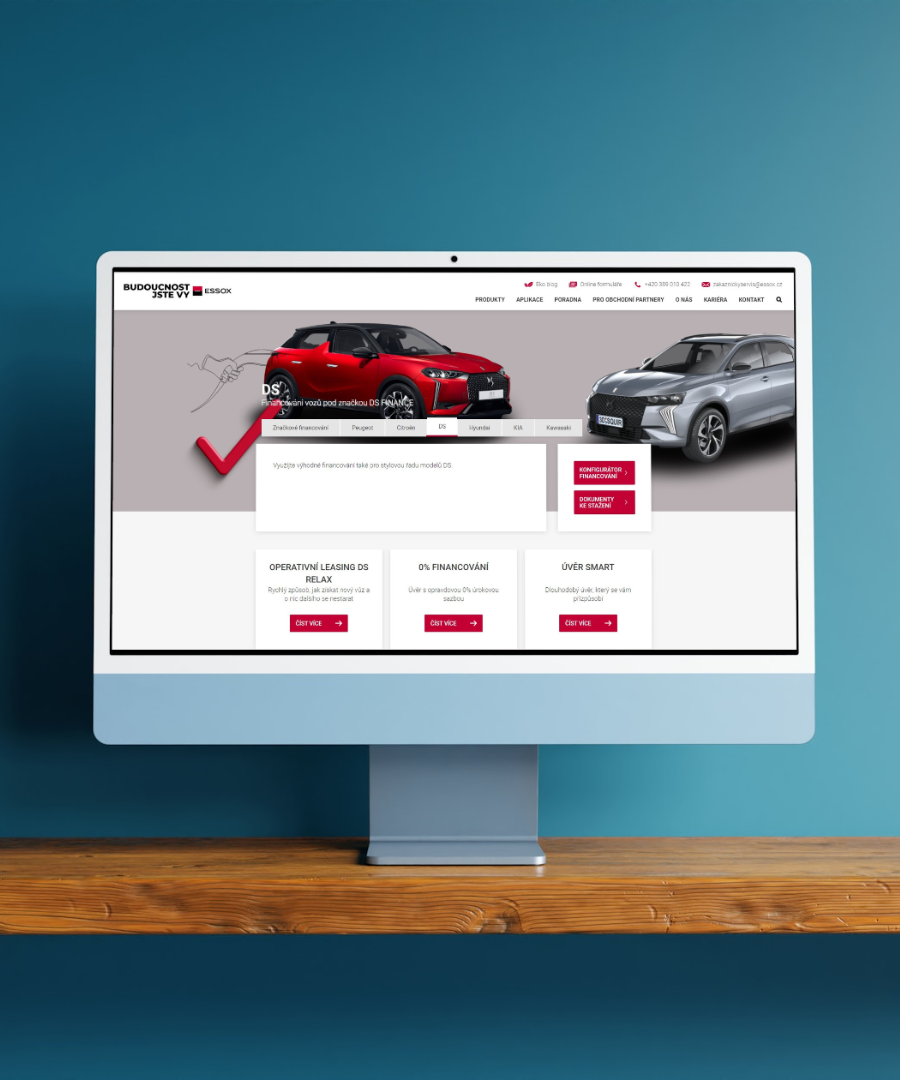 BUDOUCNOST
JSTE VY
ESSOX
Eko blog
Online formuláře
+420 389 010 422
zakaznickyservis@essox.cz
PRODUKTY APLIKACE PORADNA PRO OBCHODNÍ PARTNERY O NÁS KARIÉRA KONTAKT
DS
Financování vozů pod značkou DS FINANCE
Značkové financování Peugeot Citroën DS Hyundai KIA Kawasaki
Využijte výhodné financování také pro stylovou řadu modelů DS.
KONFIGURÁTOR
FINANCOVÁNÍ
DOKUMENTY
KE STAŽENÍ
OPERATIVNÍ LEASING DS
RELAX
Rychlý způsob, jak získat nový vůz a
o nic dalšího se nestarat
ČÍST VÍCE
0% FINANCOVÁNÍ
Úvěr s opravdovou 0% úrokovou
sazbou
ČÍST VÍCE
ÚVĚR SMART
Dlouhodobý úvěr, který se vám
přizpůsobí
ČÍST VÍCE